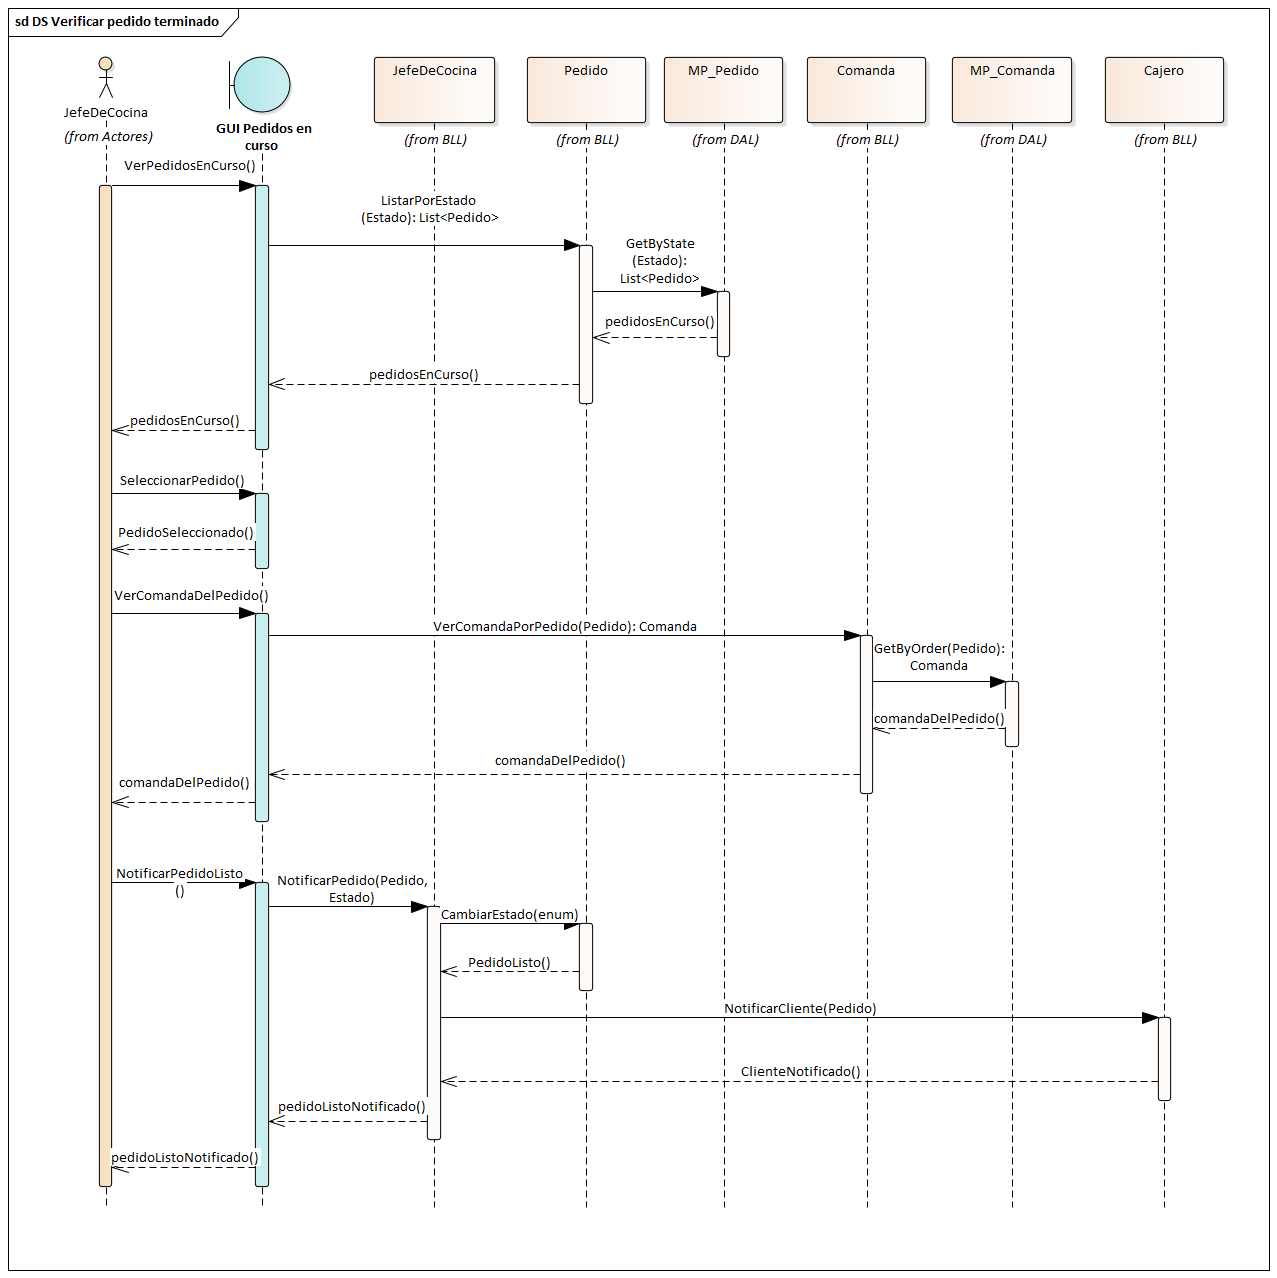 sd DS Verificar pedido terminado
JefeDeCocina
(from Actores)
GUI Pedidos en
curso
JefeDeCocina
(from BLL)
Pedido
(from BLL)
MP_Pedido
(from DAL)
Comanda
(from BLL)
MP_Comanda
(from DAL)
Cajero
(from BLL)
VerPedidosEnCurso()
ListarPorEstado
(Estado): List<Pedido>
GetByState
(Estado):
List<Pedido>
pedidosEnCurso()
pedidosEnCurso()
pedidosEnCurso()
SeleccionarPedido()
PedidoSeleccionado()
VerComandaDelPedido()
VerComandaPorPedido(Pedido): Comanda
GetByOrder(Pedido):
Comanda
comandaDelPedido()
comandaDelPedido()
comandaDelPedido()
NotificarPedidoListo
()
NotificarPedido(Pedido,
Estado)
CambiarEstado(enum)
PedidoListo()
NotificarCliente(Pedido)
ClienteNotificado()
pedidoListoNotificado()
pedidoListoNotificado()